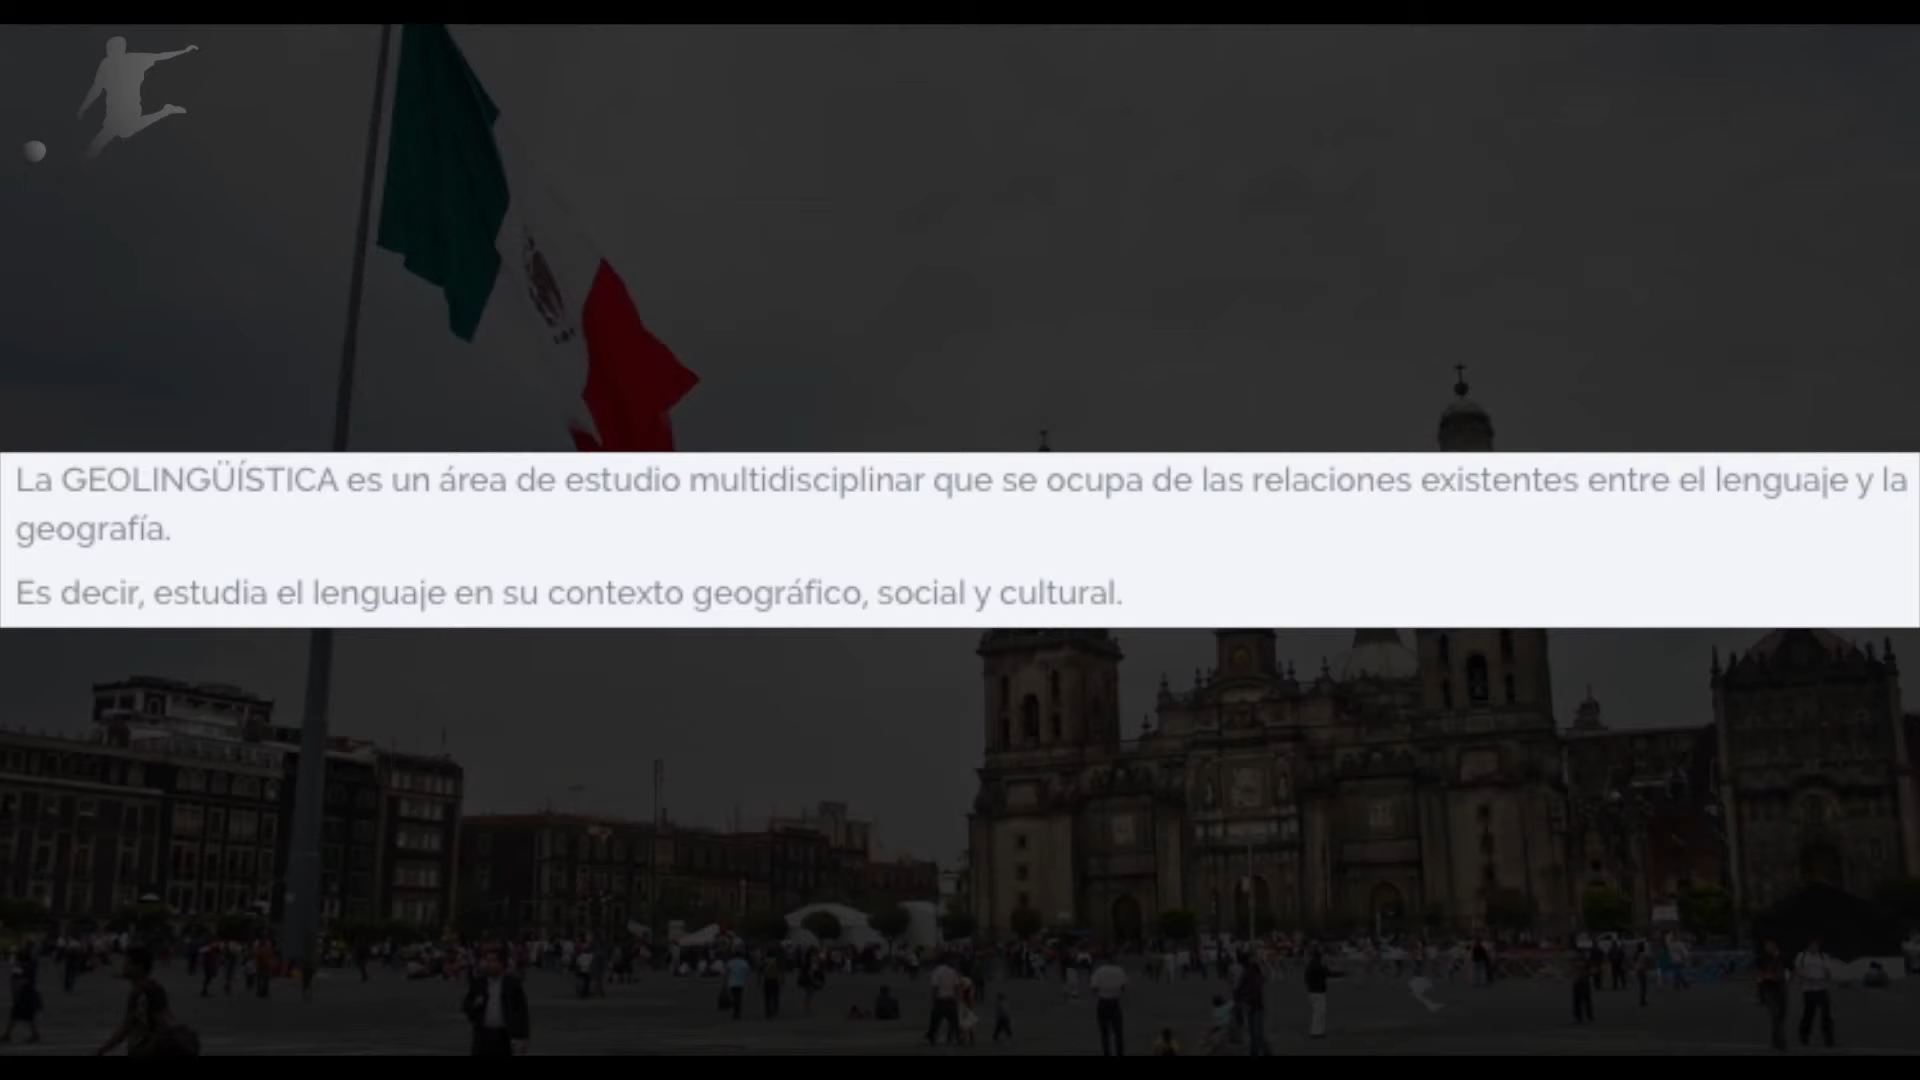 La GEOLINGÜÍSTICA es un área de estudio multidisciplinar que se ocupa de las relaciones existentes entre el lenguaje y la
geografía.
Es decir, estudia el lenguaje en su contexto geográfico, social y cultural.